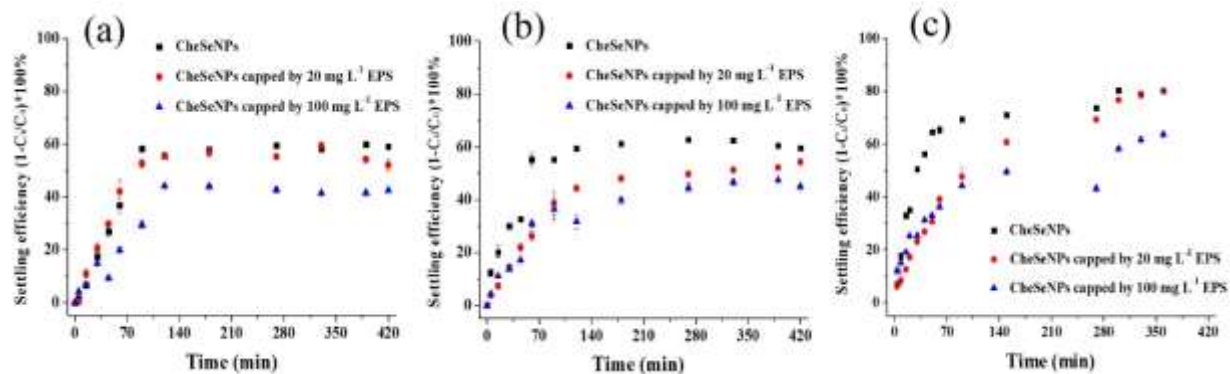 (a)
CheSeNPs
CheSeNPs capped by 20 mg L⁻¹ EPS
CheSeNPs capped by 100 mg L⁻¹ EPS
Settling efficiency (1-Cₜ/C₀)*100%
100
80
60
40
20
0
0 70 140 210 280 350 420
Time (min)
(b)
CheSeNPs
CheSeNPs capped by 20 mg L⁻¹ EPS
CheSeNPs capped by 100 mg L⁻¹ EPS
Settling efficiency (1-Cₜ/C₀)*100%
100
80
60
40
20
0
0 70 140 210 280 350 420
Time (min)
(c)
CheSeNPs
CheSeNPs capped by 20 mg L⁻¹ EPS
CheSeNPs capped by 100 mg L⁻¹ EPS
Settling efficiency (1-Cₜ/C₀)*100%
100
80
60
40
20
0
0 70 140 210 280 350 420
Time (min)